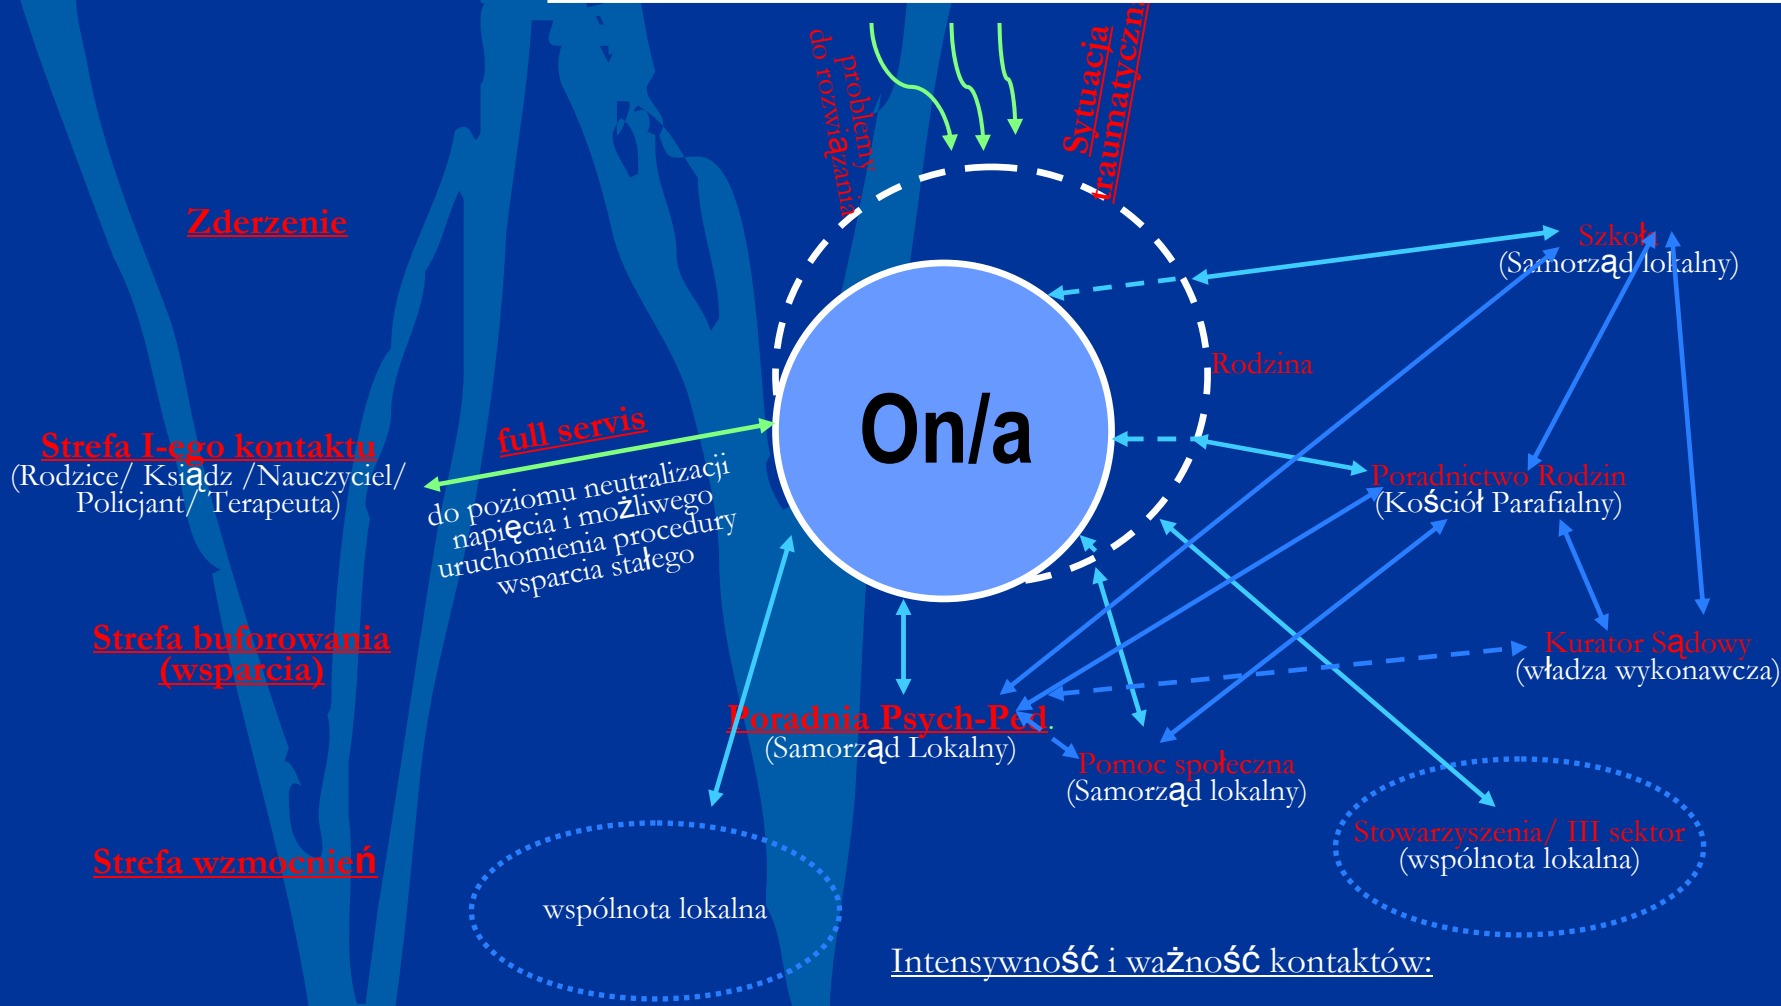 problemy
do rozwiązania
Sytuacja
traumatyczna
Zderzenie
Szkoła
(Samorząd lokalny)
Rodzina
On/a
full servis
Strefa I-ego kontaktu
(Rodzice/ Ksiądz /Nauczyciel/
Policjant/ Terapeuta)
do poziomu neutralizacji
napięcia i możliwego
uruchomienia procedury
wsparcia stałego
Poradnictwo Rodzin
(Kościół Parafialny)
Strefa buforowania
(wsparcia)
Kurator Sądowy
(władza wykonawcza)
Poradnia Psych-Ped.
(Samorząd Lokalny)
Pomoc społeczna
(Samorząd lokalny)
Stowarzyszenia/ III sektor
(wspólnota lokalna)
Strefa wzmocnień
wspólnota lokalna
Intensywność i ważność kontaktów: